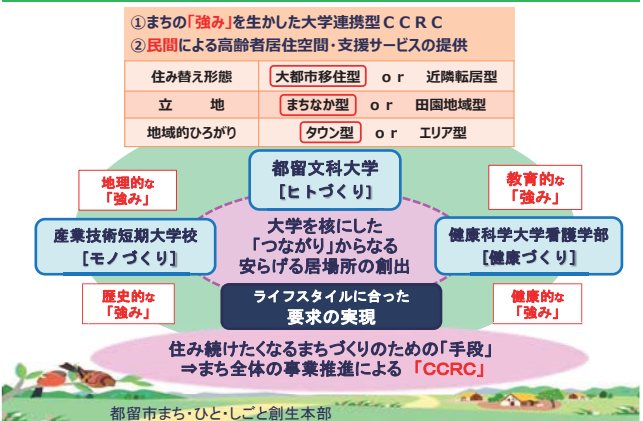 ①まちの「強み」を生かした大学連携型ＣＣＲＣ
②民間による高齢者居住空間・支援サービスの提供
住み替え形態 大都市移住型 ｏｒ 近隣転居型
立 地 まちなか型 ｏｒ 田園地域型
地域的ひろがり タウン型 ｏｒ エリア型
地理的な
「強み」
都留文科大学
[ヒトづくり]
教育的な
「強み」
産業技術短期大学校
[モノづくり]
大学を核にした
「つながり」からなる
安らげる居場所の創出
健康科学大学看護学部
[健康づくり]
歴史的な
「強み」
ライフスタイルに合った
要求の実現
健康的な
「強み」
住み続けたくなるまちづくりのための「手段」
⇒まち全体の事業推進による 「CCRC」
都留市まち・ひと・しごと創生本部